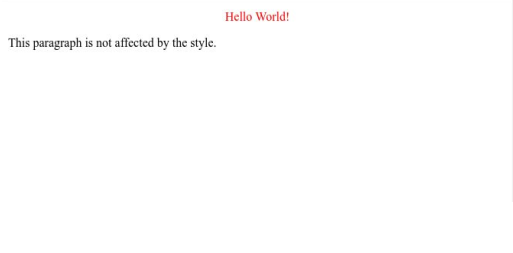 Hello World!
This paragraph is not affected by the style.